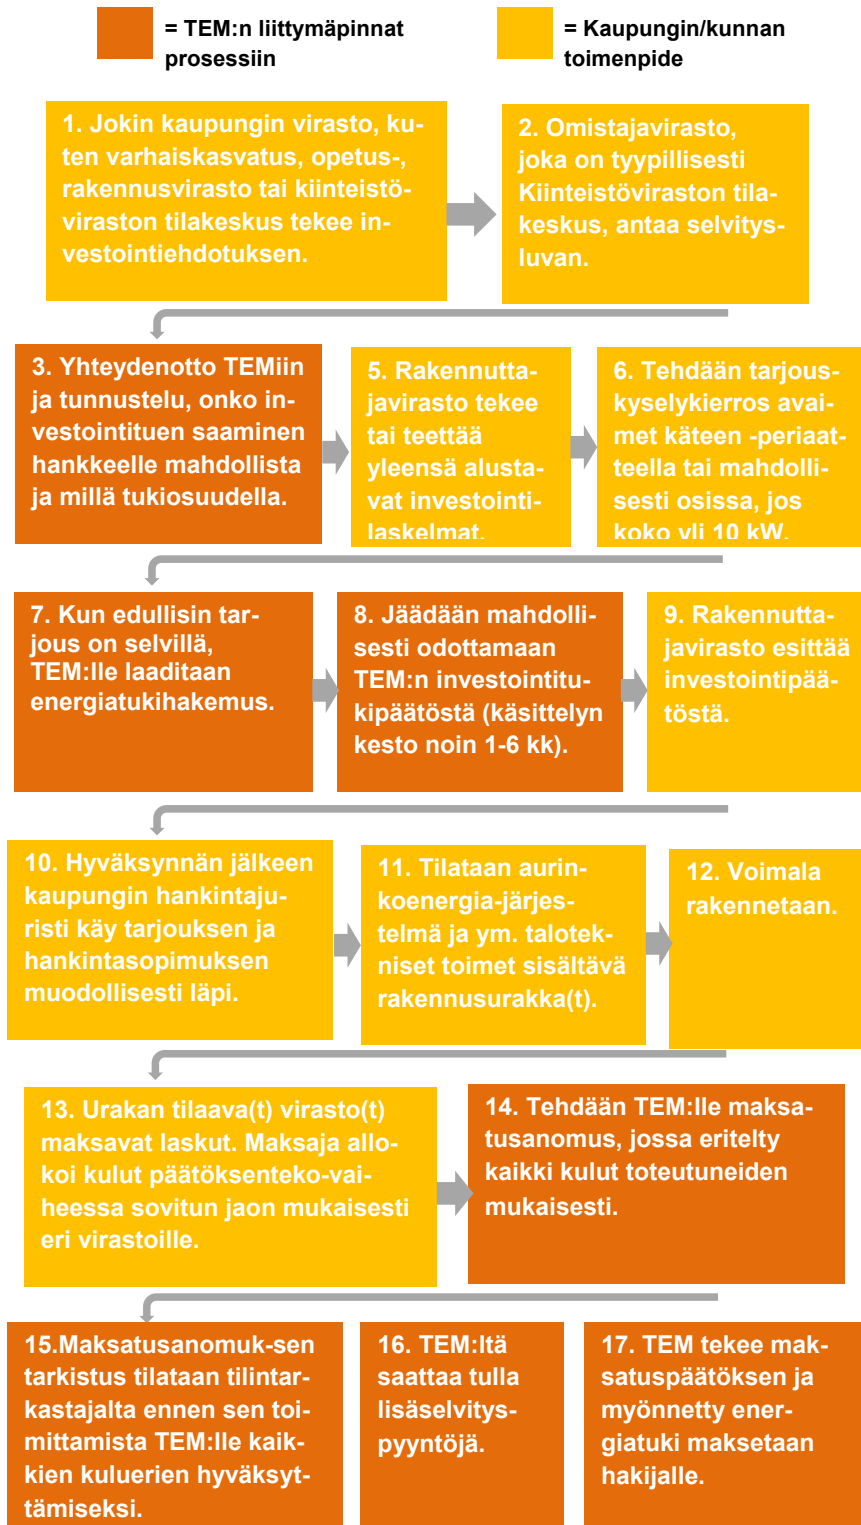 = TEM:n liittymäpinnat
prosessiin
= Kaupungin/kunnan
toimenpide
1. Jokin kaupungin virasto, ku-
ten varhaiskasvatus, opetus-,
rakennusvirasto tai kiinteistö-
viraston tilakeskus tekee in-
vestointiehdotuksen.
2. Omistajavirasto,
joka on tyypillisesti
Kiinteistöviraston tila-
keskus, antaa selvitys-
luvan.
3. Yhteydenotto TEMiin
ja tunnustelu, onko in-
vestointituen saaminen
hankkeelle mahdollista
ja millä tukiosuudella.
5. Rakennutta-
javirasto tekee
tai teettää
yleensä alusta-
vat investointi-
laskelmat.
6. Tehdään tarjous-
kyselykierros avai-
met käteen -periaat-
teella tai mahdolli-
sesti osissa, jos
koko yli 10 kW.
7. Kun edullisin tar-
jous on selvillä,
TEM:lle laaditaan
energiatukihakemus.
8. Jäädään mahdolli-
sesti odottamaan
TEM:n investointitu-
kipäätöstä (käsittelyn
kesto noin 1-6 kk).
9. Rakennutta-
javirasto esittää
investointipää-
töstä.
10. Hyväksynnän jälkeen
kaupungin hankintaju-
risti käy tarjouksen ja
hankintasopimuksen
muodollisesti läpi.
11. Tilataan aurin-
koenergia-järjes-
telmä ja ym. talotek-
niset toimet sisältävä
rakennusurakka(t).
12. Voimala
rakennetaan.
13. Urakan tilaava(t) virasto(t)
maksavat laskut. Maksaja allo-
koi kulut päätöksenteko-vai-
heessa sovitun jaon mukaisesti
eri virastoille.
14. Tehdään TEM:lle maksa-
tusanomus, jossa eritelty
kaikki kulut toteutuneiden
mukaisesti.
15.Maksatusanomuk-sen
tarkistus tilataan tilintar-
kastajalta ennen sen toi-
mittamista TEM:lle kaik-
kien kuluerien hyväksyt-
tämiseksi.
16. TEM:ltä
saattaa tulla
lisäselvitys-
pyyntöjä.
17. TEM tekee mak-
satuspäätöksen ja
myönnetty ener-
giatuki maksetaan
hakijalle.